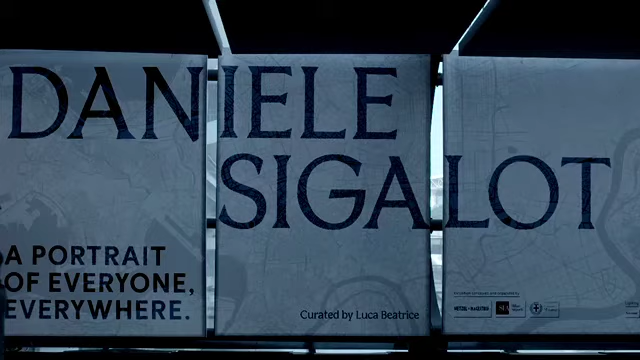 DANIELE
SIGALOT
A PORTRAIT
OF EVERYONE,
EVERYWHERE.
Curated by Luca Beatrice